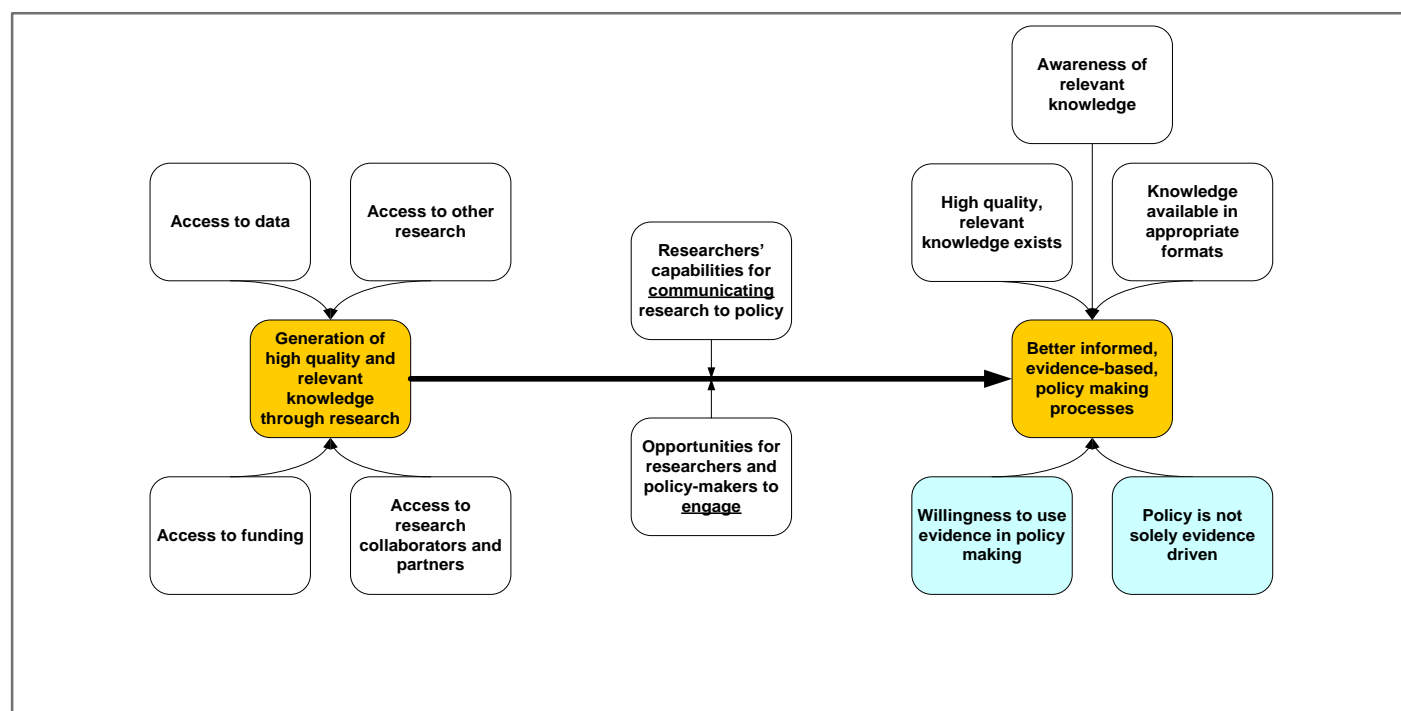 Awareness of
relevant
knowledge
Access to data
Access to other
research
High quality,
relevant
knowledge exists
Knowledge
available in
appropriate
formats
Researchers’
capabilities for
communicating
research to policy
Generation of
high quality and
relevant
knowledge
through research
Better informed,
evidence-based,
policy making
processes
Opportunities for
researchers and
policy-makers to
engage
Access to funding
Access to
research
collaborators and
partners
Willingness to use
evidence in policy
making
Policy is not
solely evidence
driven